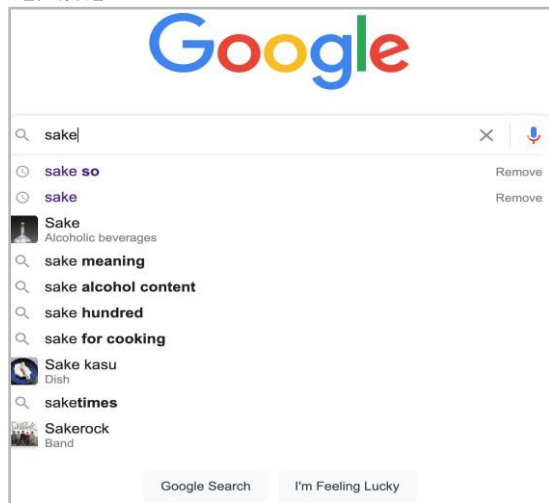 Google
sake
sake so Remove
sake Remove
Sake
Alcoholic beverages
sake meaning
sake alcohol content
sake hundred
sake for cooking
Sake kasu
Dish
saketimes
Sakerock
Band
Google Search I'm Feeling Lucky